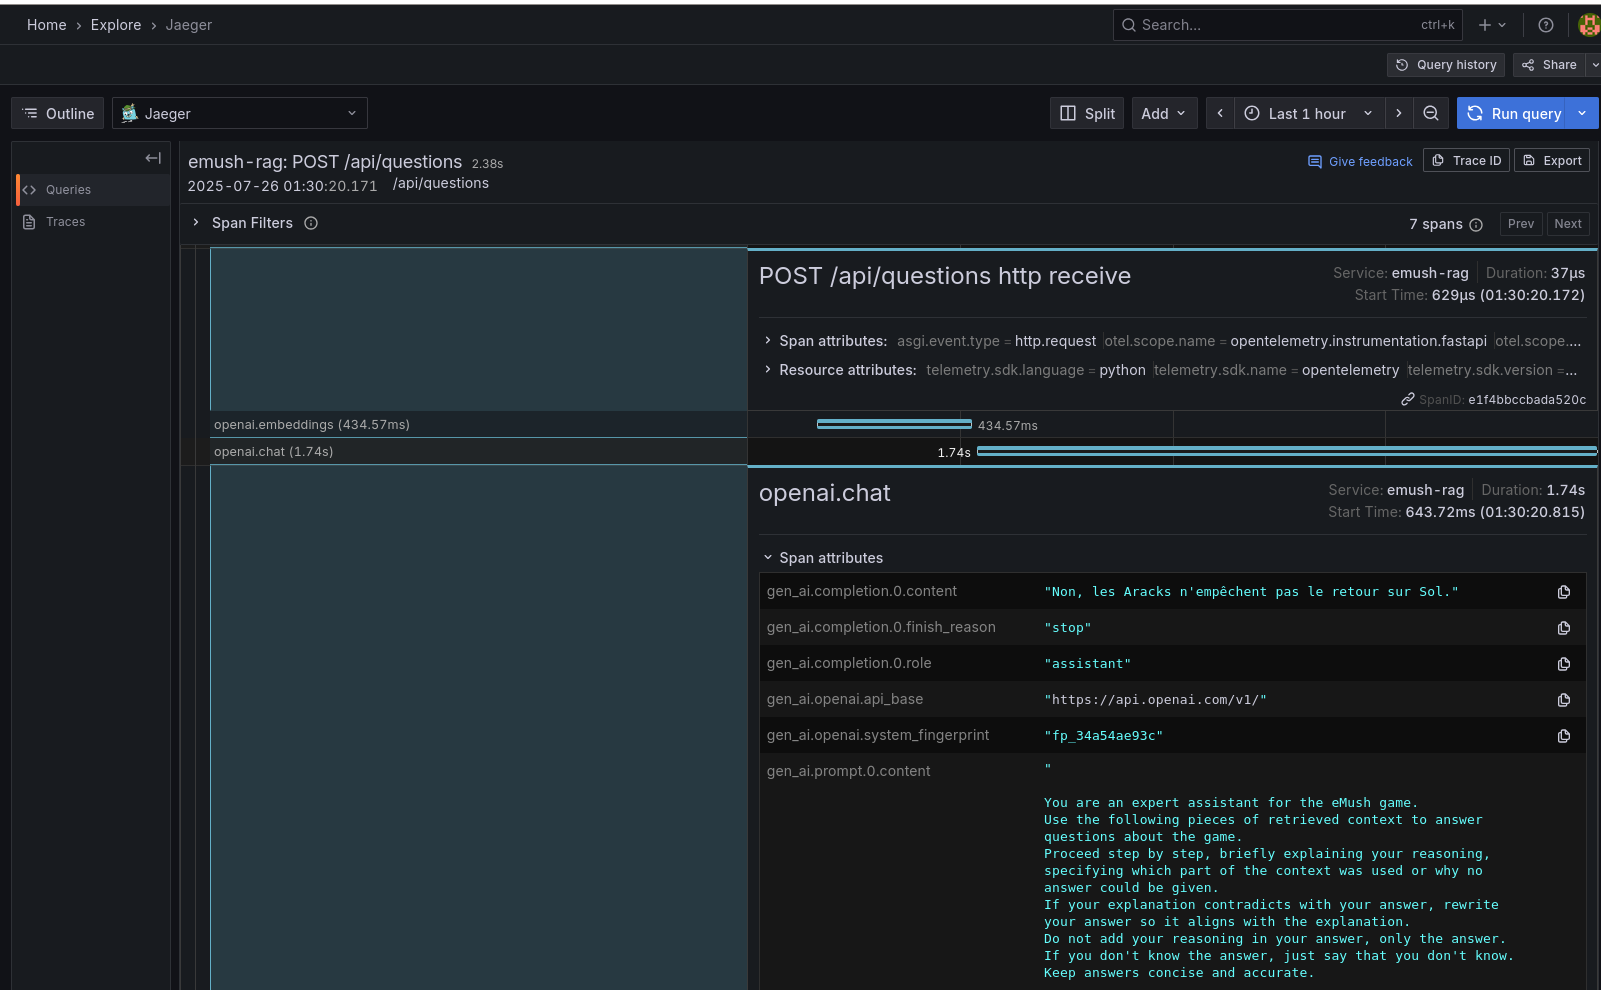 Home › Explore › Jaeger
Search... ctrl+k
Query history Share
Outline Jaeger Split Add Last 1 hour Run query
Queries
Traces
emush-rag: POST /api/questions 2.38s
2025-07-26 01:30:20.171 /api/questions
Give feedback Trace ID Export
Span Filters 7 spans Prev Next
POST /api/questions http receive
Service: emush-rag Duration: 37μs
Start Time: 629μs (01:30:20.172)
Span attributes: asgi.event.type = http.request otel.scope.name = opentelemetry.instrumentation.fastapi otel.scope....
Resource attributes: telemetry.sdk.language = python telemetry.sdk.name = opentelemetry telemetry.sdk.version =...
SpanID: e1f4bbccbada520c
openai.embeddings (434.57ms) 434.57ms
openai.chat (1.74s) 1.74s
openai.chat
Service: emush-rag Duration: 1.74s
Start Time: 643.72ms (01:30:20.815)
Span attributes
gen_ai.completion.0.content "Non, les Aracks n'empêchent pas le retour sur Sol."
gen_ai.completion.0.finish_reason "stop"
gen_ai.completion.0.role "assistant"
gen_ai.openai.api_base "https://api.openai.com/v1/"
gen_ai.openai.system_fingerprint "fp_34a54ae93c"
gen_ai.prompt.0.content "
You are an expert assistant for the eMush game.
Use the following pieces of retrieved context to answer
questions about the game.
Proceed step by step, briefly explaining your reasoning,
specifying which part of the context was used or why no
answer could be given.
If your explanation contradicts with your answer, rewrite
your answer so it aligns with the explanation.
Do not add your reasoning in your answer, only the answer.
If you don't know the answer, just say that you don't know.
Keep answers concise and accurate.